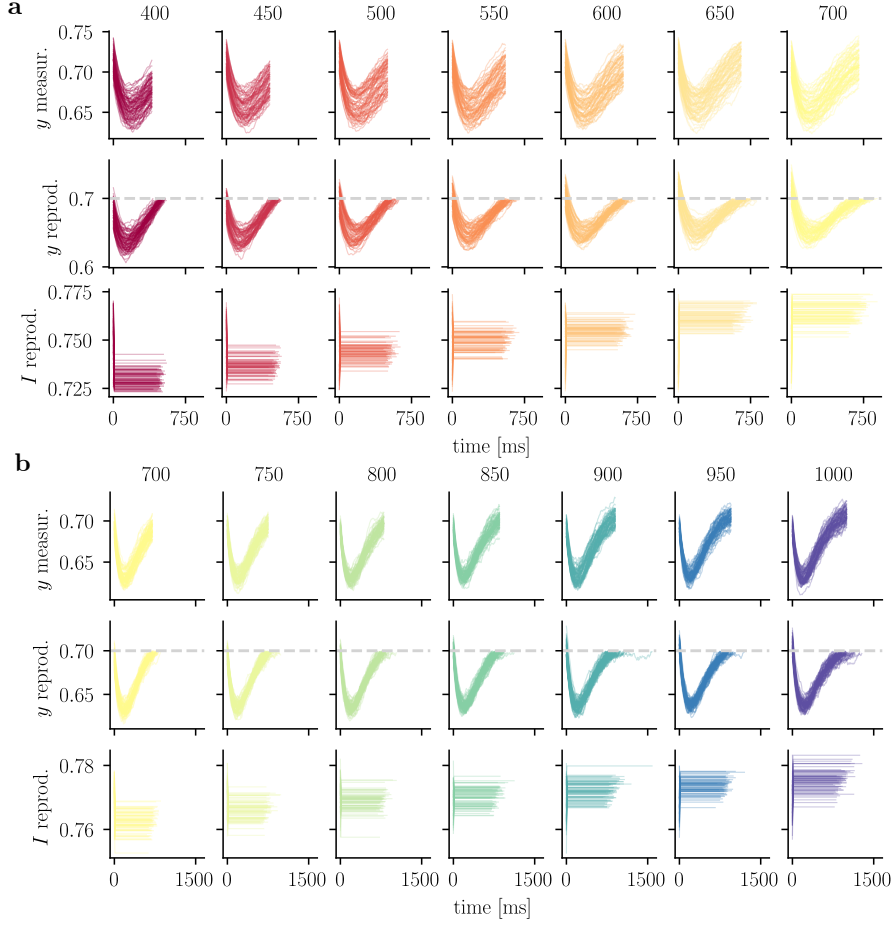 a
400 450 500 550 600 650 700
y measur.
0.75
0.70
0.65
y reprod.
0.7
0.6
I reprod.
0.775
0.750
0.725
0 750 0 750 0 750 0 750 0 750 0 750 0 750
time [ms]
b
700 750 800 850 900 950 1000
y measur.
0.70
0.65
y reprod.
0.70
0.65
I reprod.
0.78
0.76
0 1500 0 1500 0 1500 0 1500 0 1500 0 1500 0 1500
time [ms]